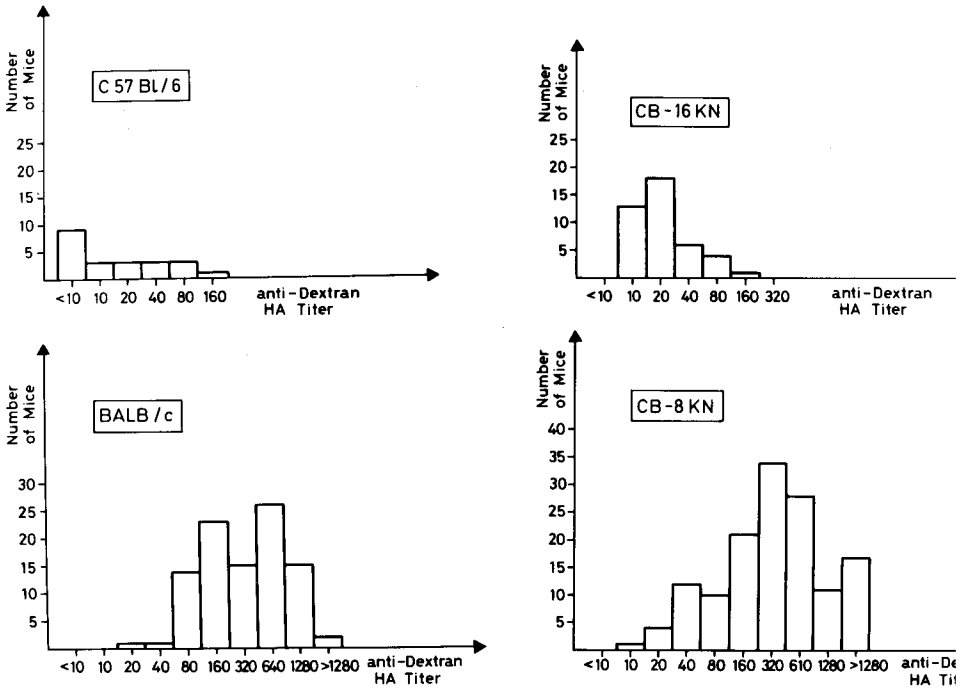 Number
of Mice
C 57 Bl/6
25
20
15
10
5
<10 10 20 40 80 160
anti-Dextran
HA Titer
Number
of Mice
CB-16 KN
25
20
15
10
5
<10 10 20 40 80 160 320
anti-Dextran
HA Titer
Number
of Mice
BALB/c
30
25
20
15
10
5
<10 10 20 40 80 160 320 640 1280 >1280
anti-Dextran
HA Titer
Number
of Mice
CB-8 KN
40
35
30
25
20
15
10
5
<10 10 20 40 80 160 320 610 1280 >1280
anti-De
HA Tit